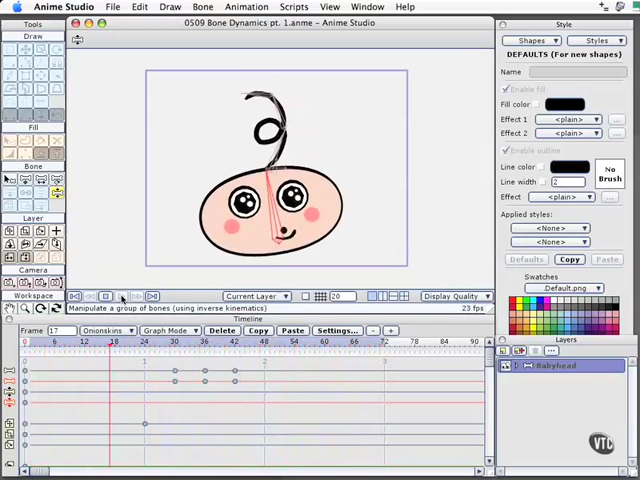 Anime Studio File Edit Draw Bone Animation Scripts View Window Help
Tools
0509 Bone Dynamics pt. 1.anme - Anime Studio
Style
Draw
Fill
Bone
Layer
Camera
Workspace
Shapes Styles
DEFAULTS (For new shapes)
Name
Enable fill
Fill color
Effect 1 <plain> ...
Effect 2 <plain> ...
Enable outline
Line color
Line width 2
No Brush
Effect <plain> ...
Applied styles:
<None>
<None>
Defaults Copy Paste
Swatches
Default.png
Current Layer 20 Display Quality
Manipulate a group of bones (using inverse kinematics) 23 fps
Timeline
Frame 17 Onionskins Graph Mode Delete Copy Paste Settings... - +
0 6 12 18 24 30 36 42 48 54 60 66 72 78 84 90
0 1 2 3
Layers
Babyhead
VTC